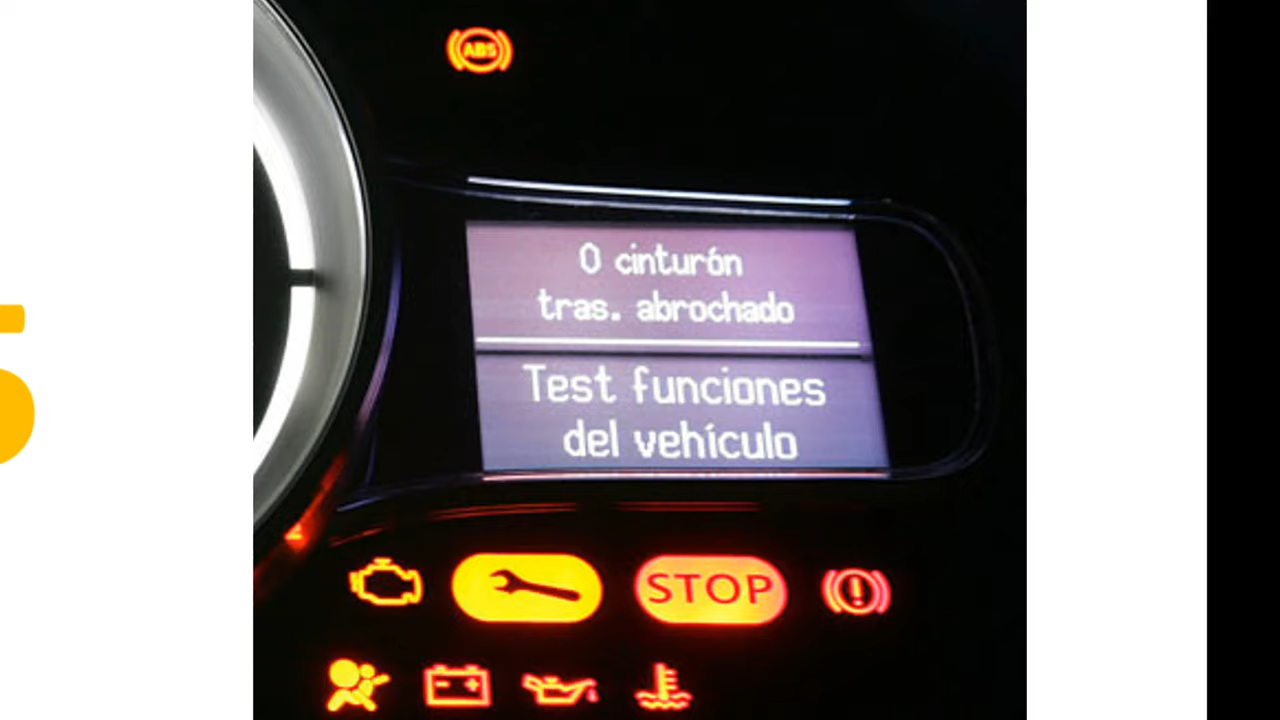 ABS
0 cinturón
tras. abrochado
Test funciones
del vehículo
STOP